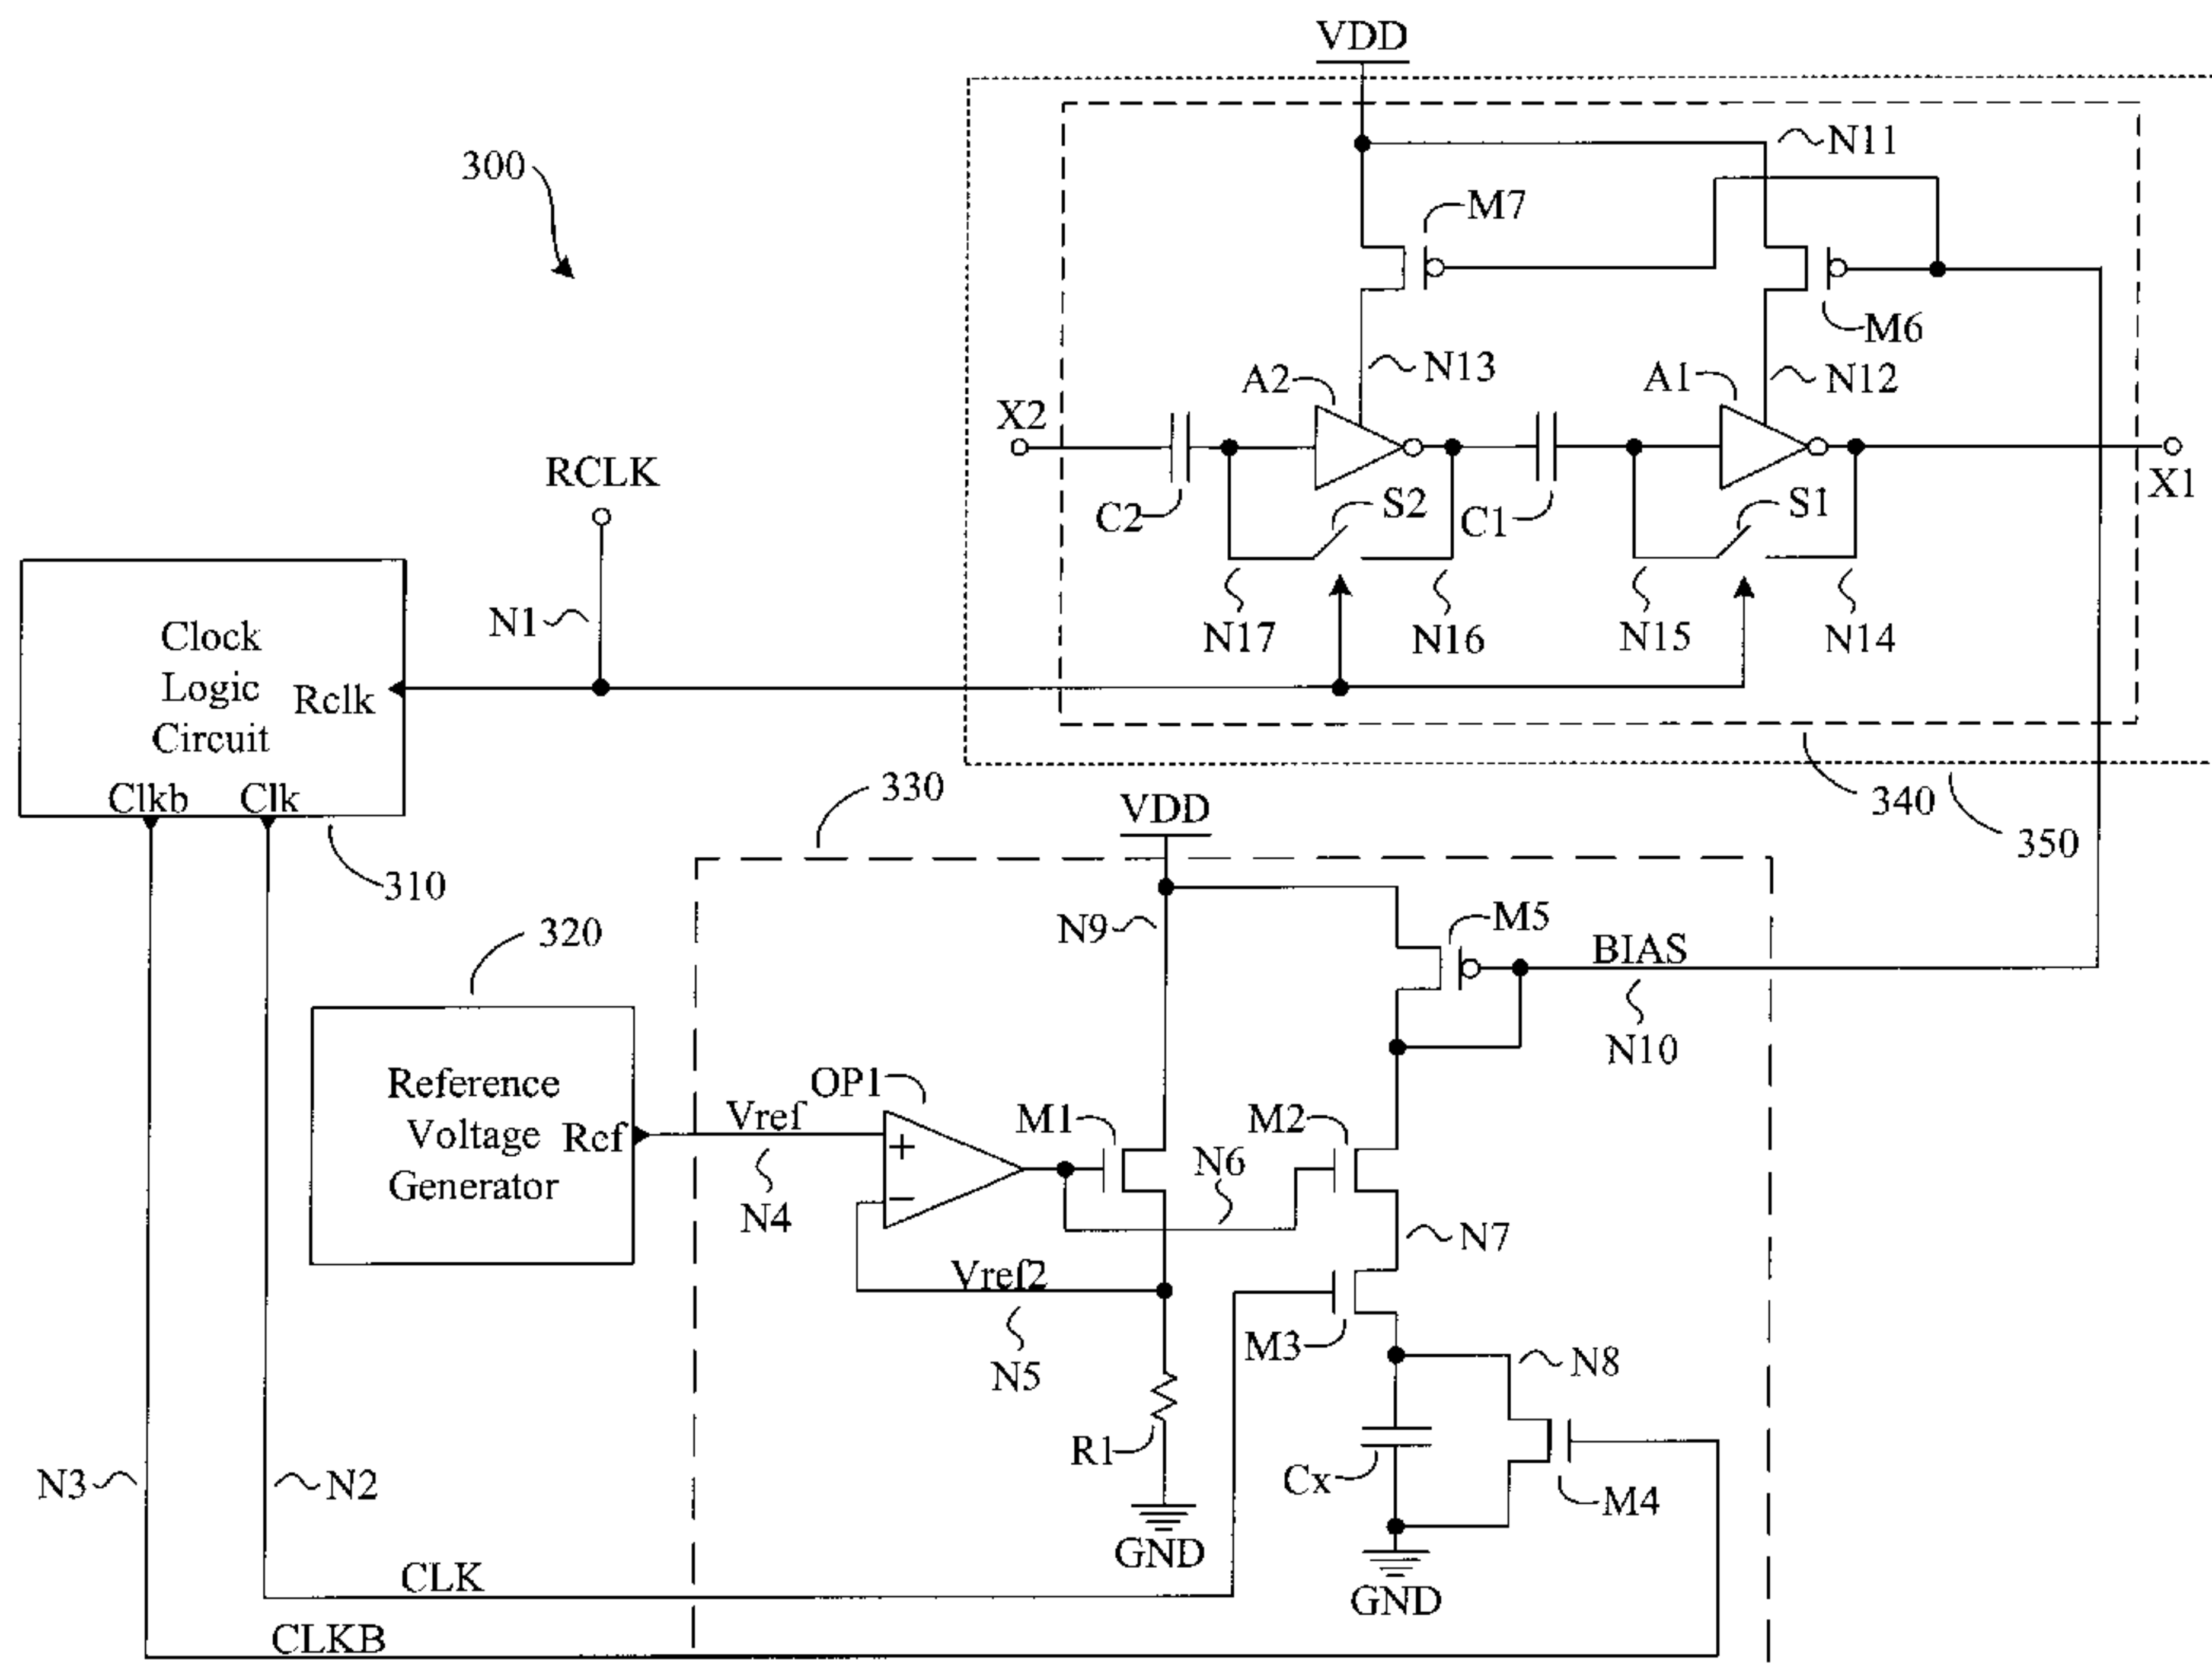 VDD
N11
300
M7
M6
N13
A2
A1
N12
X2
RCLK
C2
S2
C1
S1
X1
N1
N17
N16
N15
N14
Clock
Logic
Circuit
Rclk
Clkb
Clk
330
VDD
340
350
310
N9
M5
320
BIAS
N10
Reference
Voltage
Generator
Ref
Vref
OP1
M1
M2
N6
N4
N7
Vref2
M3
N5
N8
R1
Cx
M4
N3
N2
GND
GND
CLK
CLKB
+
−